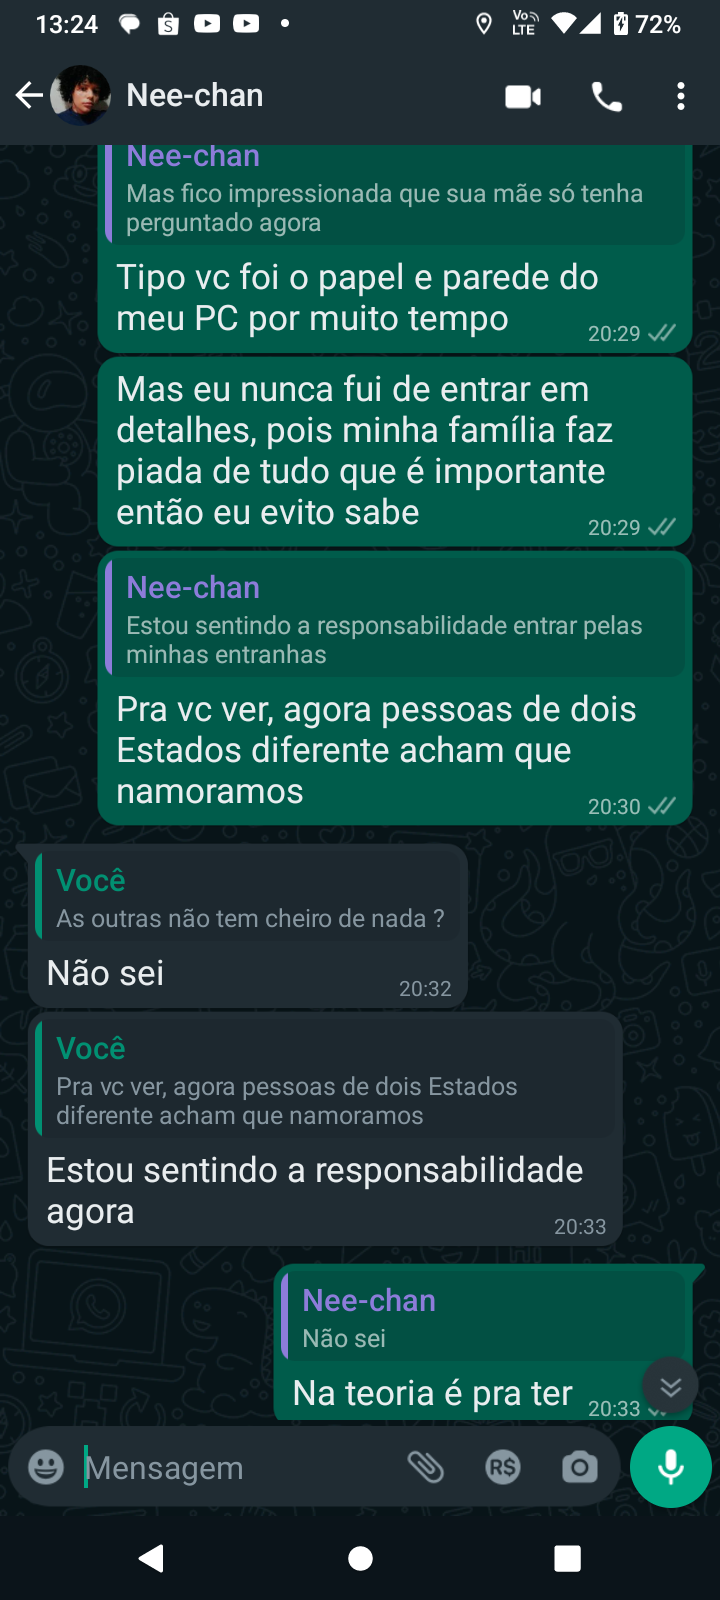 13:24
Vo LTE
72%
Nee-chan
Nee-chan
Mas fico impressionada que sua mãe só tenha
perguntado agora
Tipo vc foi o papel e parede do
meu PC por muito tempo
20:29
Mas eu nunca fui de entrar em
detalhes, pois minha família faz
piada de tudo que é importante
então eu evito sabe
20:29
Nee-chan
Estou sentindo a responsabilidade entrar pelas
minhas entranhas
Pra vc ver, agora pessoas de dois
Estados diferente acham que
namoramos
20:30
Você
As outras não tem cheiro de nada ?
Não sei
20:32
Você
Pra vc ver, agora pessoas de dois Estados
diferente acham que namoramos
Estou sentindo a responsabilidade
agora
20:33
Nee-chan
Não sei
Na teoria é pra ter
20:33
Mensagem
R$